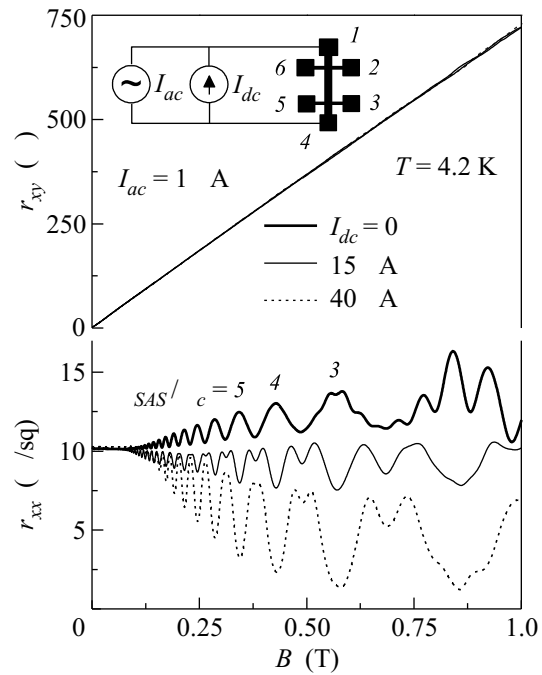 750
500
250
0
r_xy ( )
1
6
2
5
3
4
~
I_ac
I_dc
I_ac = 1 A
T = 4.2 K
I_dc = 0
15 A
40 A
15
10
5
r_xx ( /sq)
SAS/ c = 5
4
3
0
0.25
0.50
0.75
1.0
B (T)